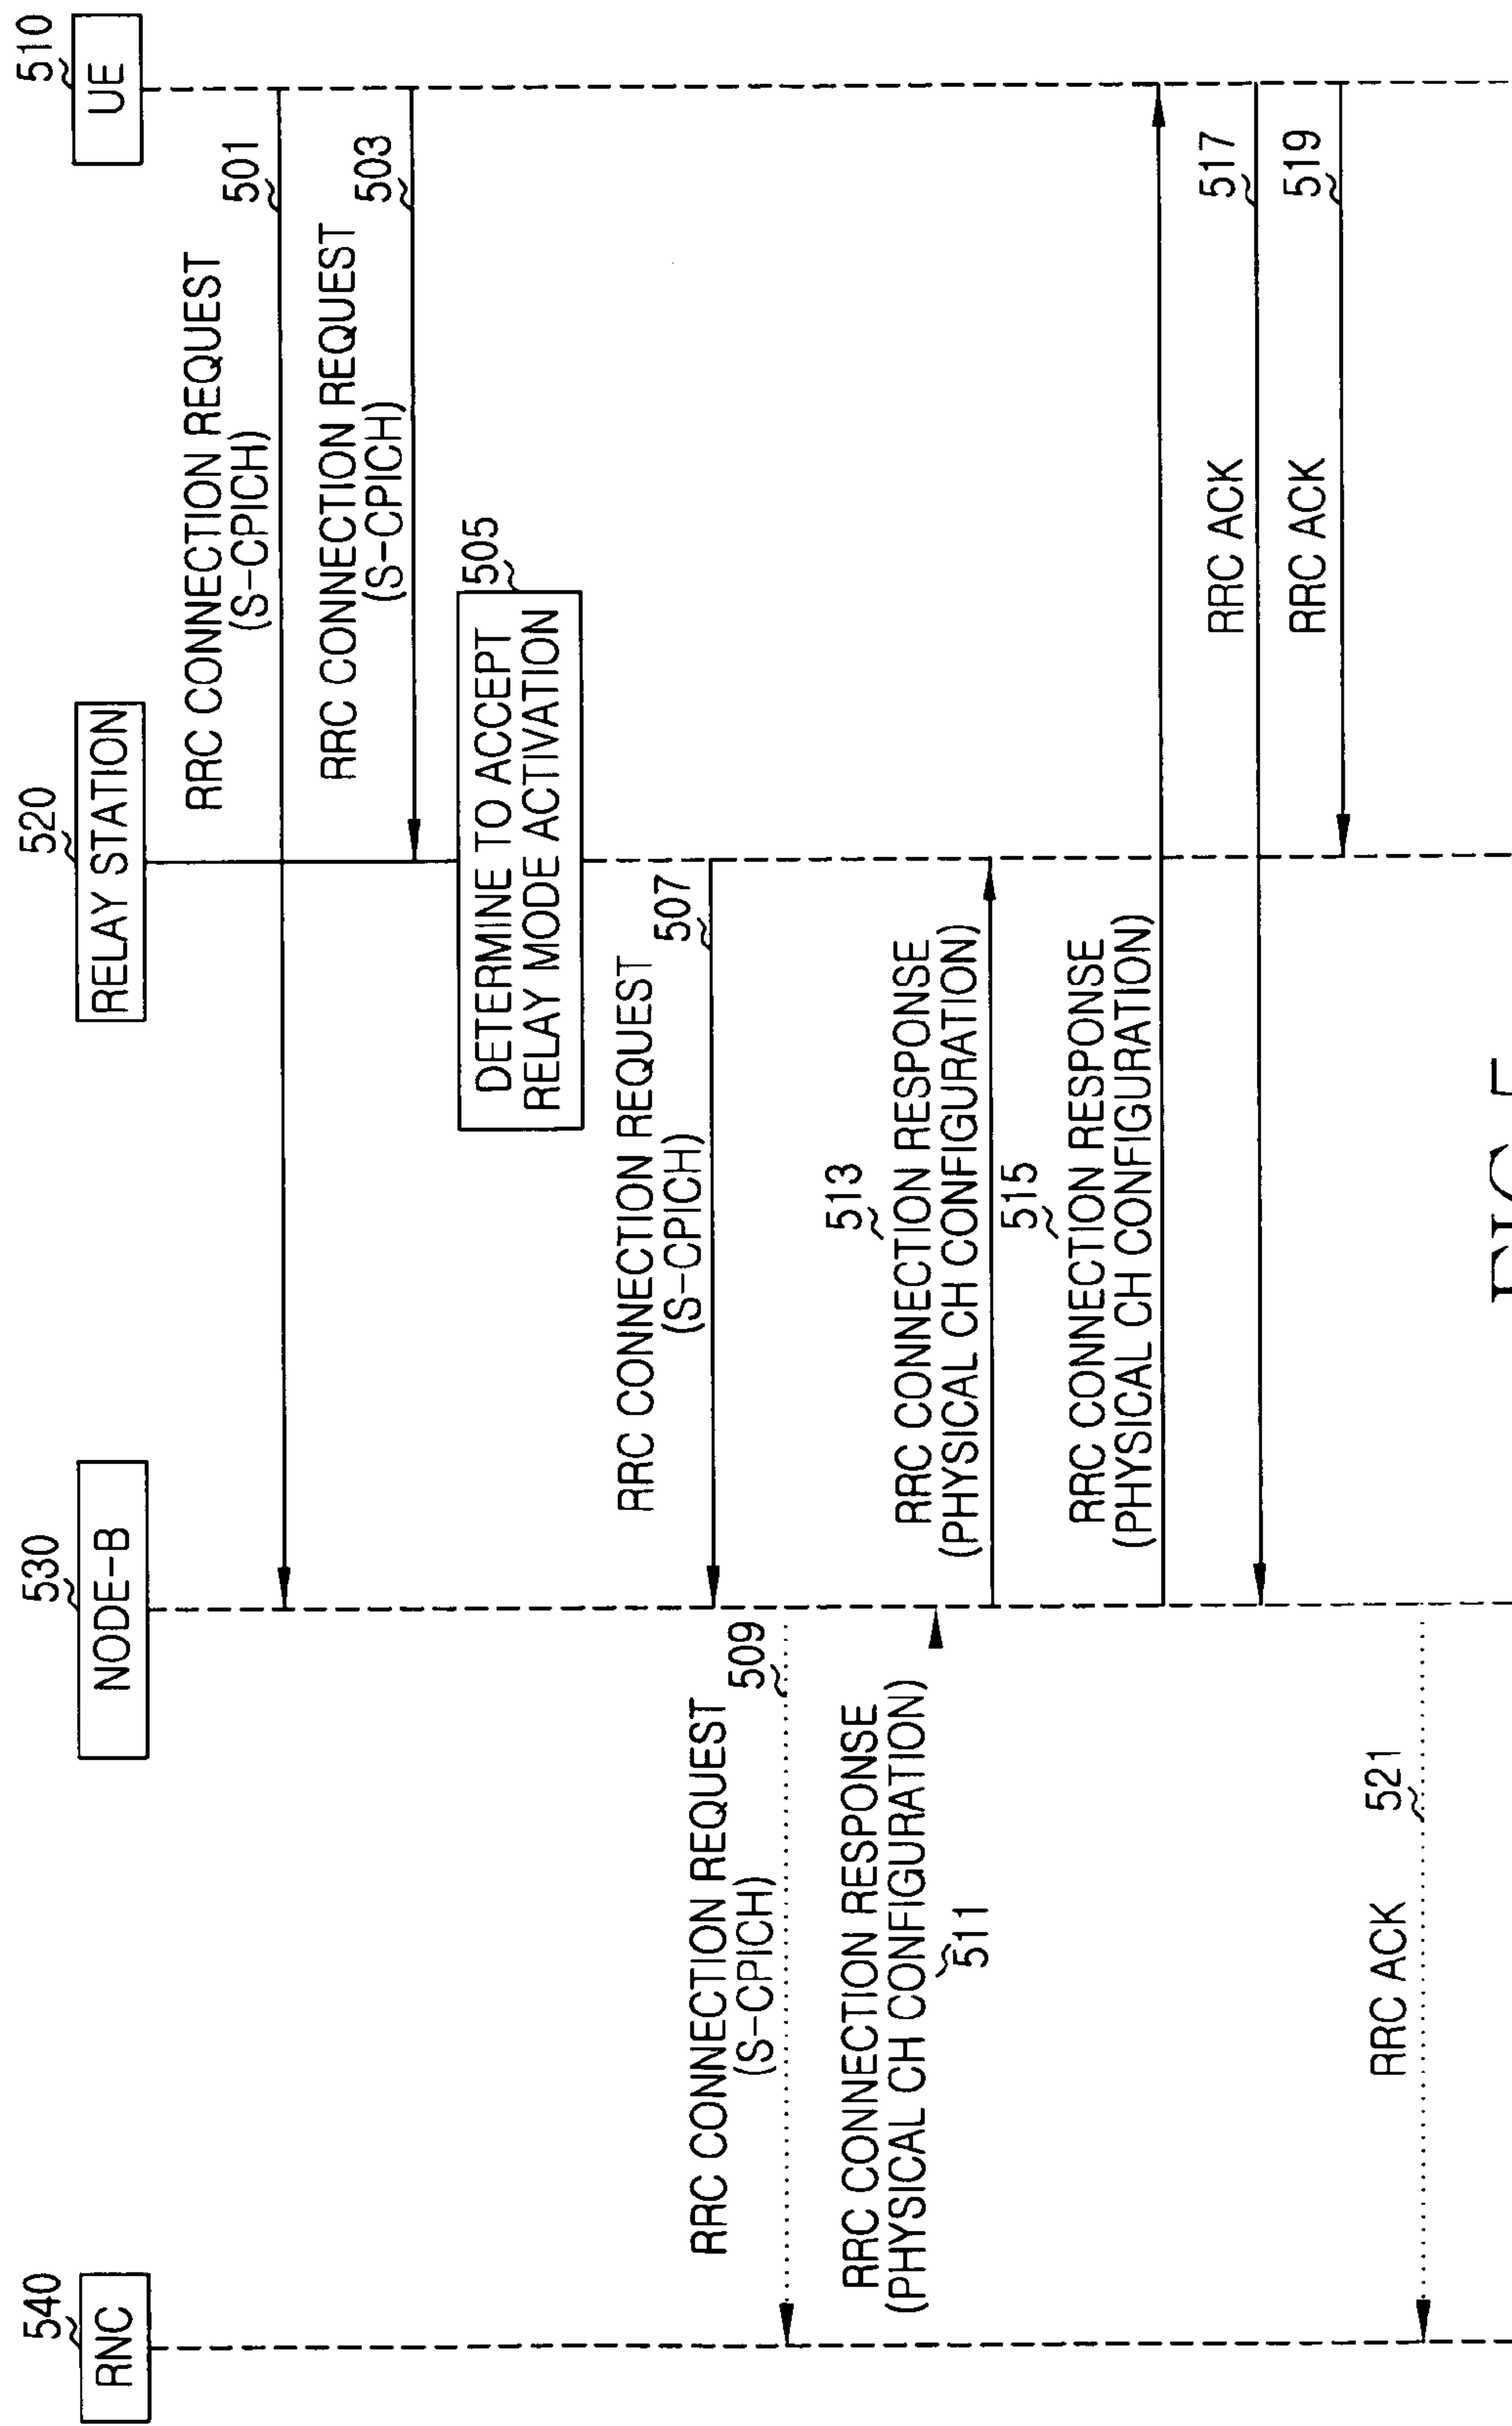 540
RNC
530
NODE-B
520
RELAY STATION
510
UE
RRC CONNECTION REQUEST
(S-CPICH)
501
RRC CONNECTION REQUEST
(S-CPICH)
503
505
DETERMINE TO ACCEPT
RELAY MODE ACTIVATION
RRC CONNECTION REQUEST
(S-CPICH)
507
RRC CONNECTION REQUEST
(S-CPICH)
509
RRC CONNECTION RESPONSE
(PHYSICAL CH CONFIGURATION)
511
513
RRC CONNECTION RESPONSE
(PHYSICAL CH CONFIGURATION)
515
RRC CONNECTION RESPONSE
(PHYSICAL CH CONFIGURATION)
RRC ACK
517
RRC ACK
519
RRC ACK
521